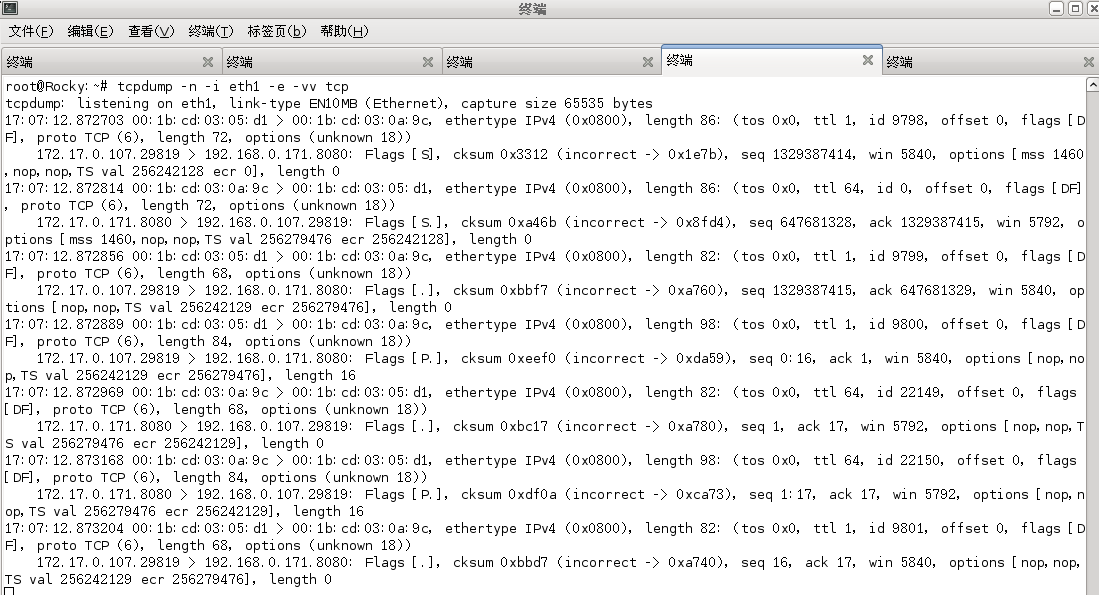 终端
文件(F) 编辑(E) 查看(V) 终端(T) 标签页(b) 帮助(H)
终端 终端 终端 终端 终端
root@Rocky:~# tcpdump -n -i eth1 -e -vv tcp
tcpdump: listening on eth1, link-type EN10MB (Ethernet), capture size 65535 bytes
17:07:12.872703 00:1b:cd:03:05:d1 > 00:1b:cd:03:0a:9c, ethertype IPv4 (0x0800), length 86: (tos 0x0, ttl 1, id 9798, offset 0, flags [D
F], proto TCP (6), length 72, options (unknown 18))
172.17.0.107.29819 > 192.168.0.171.8080: Flags [S], cksum 0x3312 (incorrect -> 0x1e7b), seq 1329387414, win 5840, options [mss 1460
,nop,nop,TS val 256242128 ecr 0], length 0
17:07:12.872814 00:1b:cd:03:0a:9c > 00:1b:cd:03:05:d1, ethertype IPv4 (0x0800), length 86: (tos 0x0, ttl 64, id 0, offset 0, flags [DF]
, proto TCP (6), length 72, options (unknown 18))
172.17.0.171.8080 > 192.168.0.107.29819: Flags [S.], cksum 0xa46b (incorrect -> 0x8fd4), seq 647681328, ack 1329387415, win 5792, o
ptions [mss 1460,nop,nop,TS val 256279476 ecr 256242128], length 0
17:07:12.872856 00:1b:cd:03:05:d1 > 00:1b:cd:03:0a:9c, ethertype IPv4 (0x0800), length 82: (tos 0x0, ttl 1, id 9799, offset 0, flags [D
F], proto TCP (6), length 68, options (unknown 18))
172.17.0.107.29819 > 192.168.0.171.8080: Flags [.], cksum 0xbbf7 (incorrect -> 0xa760), seq 1329387415, ack 647681329, win 5840, op
tions [nop,nop,TS val 256242129 ecr 256279476], length 0
17:07:12.872889 00:1b:cd:03:05:d1 > 00:1b:cd:03:0a:9c, ethertype IPv4 (0x0800), length 98: (tos 0x0, ttl 1, id 9800, offset 0, flags [D
F], proto TCP (6), length 84, options (unknown 18))
172.17.0.107.29819 > 192.168.0.171.8080: Flags [P.], cksum 0xeef0 (incorrect -> 0xda59), seq 0:16, ack 1, win 5840, options [nop,no
p,TS val 256242129 ecr 256279476], length 16
17:07:12.872969 00:1b:cd:03:0a:9c > 00:1b:cd:03:05:d1, ethertype IPv4 (0x0800), length 82: (tos 0x0, ttl 64, id 22149, offset 0, flags
[DF], proto TCP (6), length 68, options (unknown 18))
172.17.0.171.8080 > 192.168.0.107.29819: Flags [.], cksum 0xbc17 (incorrect -> 0xa780), seq 1, ack 17, win 5792, options [nop,nop,T
S val 256279476 ecr 256242129], length 0
17:07:12.873168 00:1b:cd:03:0a:9c > 00:1b:cd:03:05:d1, ethertype IPv4 (0x0800), length 98: (tos 0x0, ttl 64, id 22150, offset 0, flags
[DF], proto TCP (6), length 84, options (unknown 18))
172.17.0.171.8080 > 192.168.0.107.29819: Flags [P.], cksum 0xdf0a (incorrect -> 0xca73), seq 1:17, ack 17, win 5792, options [nop,n
op,TS val 256279476 ecr 256242129], length 16
17:07:12.873204 00:1b:cd:03:05:d1 > 00:1b:cd:03:0a:9c, ethertype IPv4 (0x0800), length 82: (tos 0x0, ttl 1, id 9801, offset 0, flags [D
F], proto TCP (6), length 68, options (unknown 18))
172.17.0.107.29819 > 192.168.0.171.8080: Flags [.], cksum 0xbbd7 (incorrect -> 0xa740), seq 16, ack 17, win 5840, options [nop,nop,
TS val 256242129 ecr 256279476], length 0